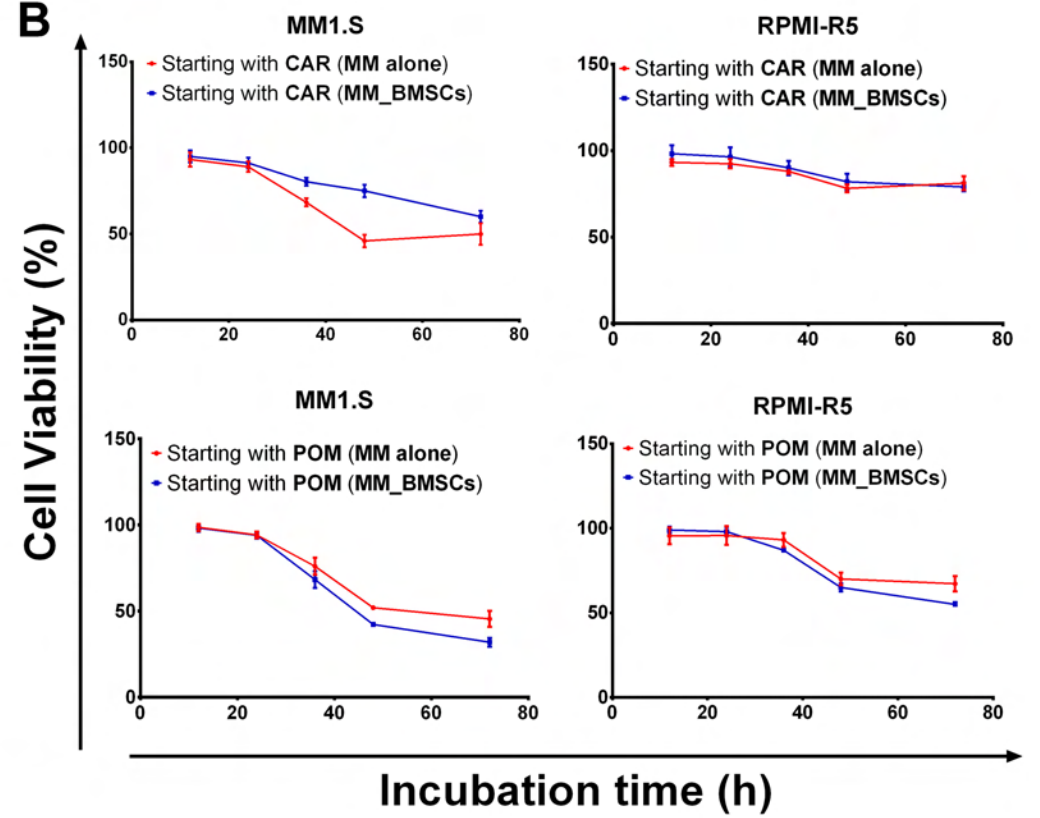 B
MM1.S
150
Starting with CAR (MM alone)
Starting with CAR (MM_BMSCs)
100
50
0
0 20 40 60 80
RPMI-R5
150
Starting with CAR (MM alone)
Starting with CAR (MM_BMSCs)
100
50
0
0 20 40 60 80
MM1.S
150
Starting with POM (MM alone)
Starting with POM (MM_BMSCs)
100
50
0
0 20 40 60 80
RPMI-R5
150
Starting with POM (MM alone)
Starting with POM (MM_BMSCs)
100
50
0
0 20 40 60 80
Cell Viability (%)
Incubation time (h)